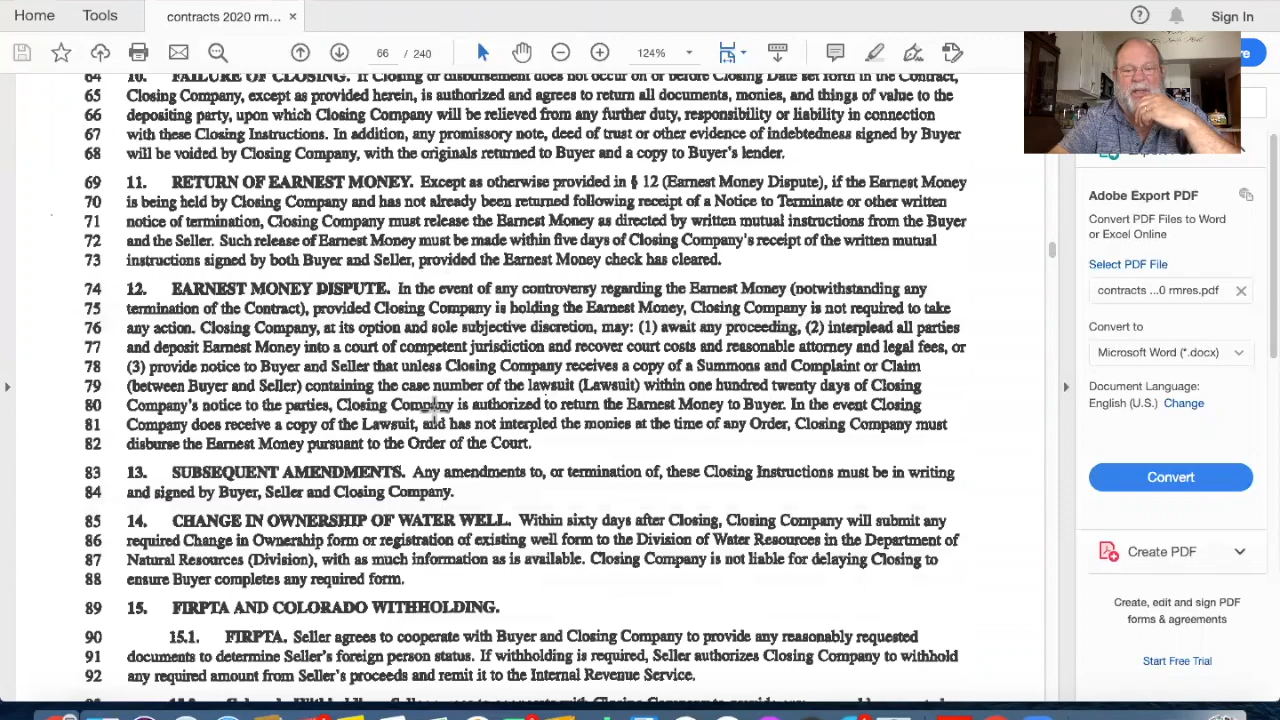 Home
Tools
contracts 2020 rm...
Sign In
66 / 240
124%
64 10. FAILURE OF CLOSING. If Closing or disbursement does not occur on or before Closing Date set forth in the Contract,
65 Closing Company, except as provided herein, is authorized and agrees to return all documents, monies, and things of value to the
66 depositing party, upon which Closing Company will be relieved from any further duty, responsibility or liability in connection
67 with these Closing Instructions. In addition, any promissory note, deed of trust or other evidence of indebtedness signed by Buyer
68 will be voided by Closing Company, with the originals returned to Buyer and a copy to Buyer's lender.
69 11. RETURN OF EARNEST MONEY. Except as otherwise provided in § 12 (Earnest Money Dispute), if the Earnest Money
70 is being held by Closing Company and has not already been returned following receipt of a Notice to Terminate or other written
71 notice of termination, Closing Company must release the Earnest Money as directed by written mutual instructions from the Buyer
72 and the Seller. Such release of Earnest Money must be made within five days of Closing Company's receipt of the written mutual
73 instructions signed by both Buyer and Seller, provided the Earnest Money check has cleared.
74 12. EARNEST MONEY DISPUTE. In the event of any controversy regarding the Earnest Money (notwithstanding any
75 termination of the Contract), provided Closing Company is holding the Earnest Money, Closing Company is not required to take
76 any action. Closing Company, at its option and sole subjective discretion, may: (1) await any proceeding, (2) interplead all parties
77 and deposit Earnest Money into a court of competent jurisdiction and recover court costs and reasonable attorney and legal fees, or
78 (3) provide notice to Buyer and Seller that unless Closing Company receives a copy of a Summons and Complaint or Claim
79 (between Buyer and Seller) containing the case number of the lawsuit (Lawsuit) within one hundred twenty days of Closing
80 Company's notice to the parties, Closing Company is authorized to return the Earnest Money to Buyer. In the event Closing
81 Company does receive a copy of the Lawsuit, and has not interpled the monies at the time of any Order, Closing Company must
82 disburse the Earnest Money pursuant to the Order of the Court.
83 13. SUBSEQUENT AMENDMENTS. Any amendments to, or termination of, these Closing Instructions must be in writing
84 and signed by Buyer, Seller and Closing Company.
85 14. CHANGE IN OWNERSHIP OF WATER WELL. Within sixty days after Closing, Closing Company will submit any
86 required Change in Ownership form or registration of existing well form to the Division of Water Resources in the Department of
87 Natural Resources (Division), with as much information as is available. Closing Company is not liable for delaying Closing to
88 ensure Buyer completes any required form.
89 15. FIRPTA AND COLORADO WITHHOLDING.
90 15.1. FIRPTA. Seller agrees to cooperate with Buyer and Closing Company to provide any reasonably requested
91 documents to determine Seller's foreign person status. If withholding is required, Seller authorizes Closing Company to withhold
92 any required amount from Seller's proceeds and remit it to the Internal Revenue Service.
Adobe Export PDF
Convert PDF Files to Word
or Excel Online
Select PDF File
contracts ...0 rmres.pdf
Convert to
Microsoft Word (*.docx)
Document Language:
English (U.S.) Change
Convert
Create PDF
Create, edit and sign PDF
forms & agreements
Start Free Trial